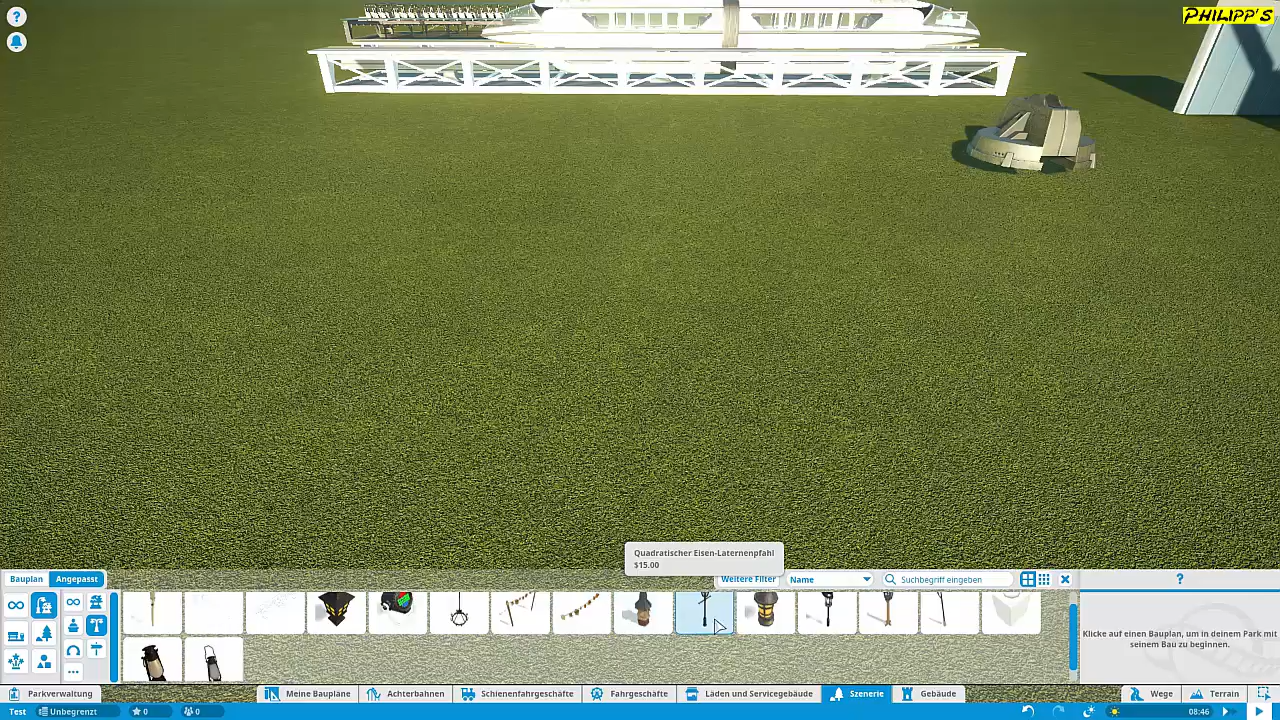 PHILIPP'S
Quadratischer Eisen-Laternenpfahl
$15.00
Bauplan
Angepasst
Weitere Filter
Name
Suchbegriff eingeben
?
Klicke auf einen Bauplan, um in deinem Park mit
seinem Bau zu beginnen.
Parkverwaltung
Meine Baupläne
Achterbahnen
Schienenfahrgeschäfte
Fahrgeschäfte
Läden und Servicegebäude
Szenerie
Gebäude
Wege
Terrain
Test
Unbegrenzt
0
0
08:46